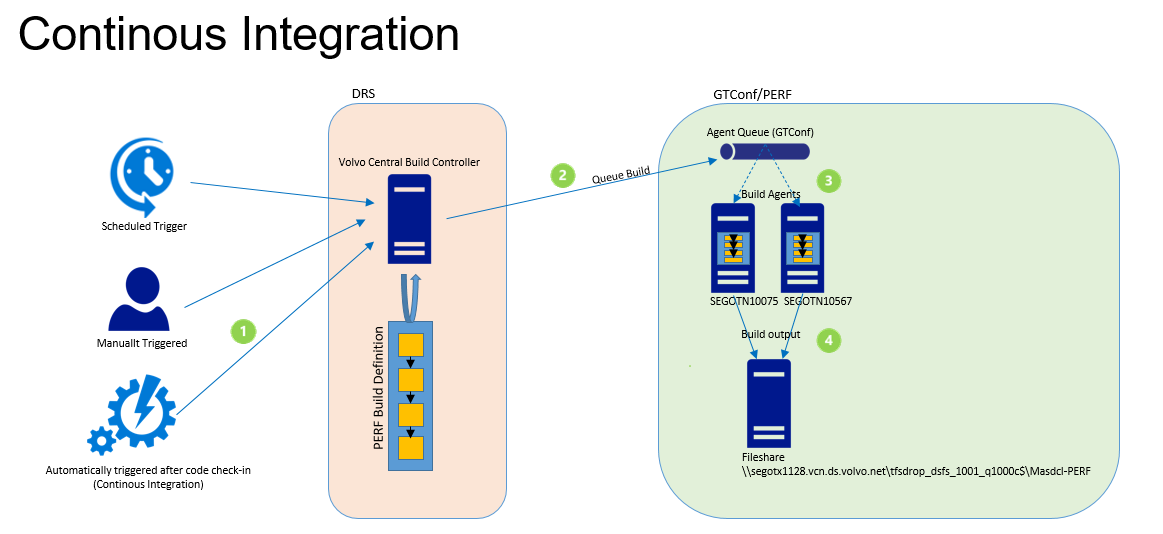 Continous Integration
DRS
GTConf/PERF
Agent Queue (GTConf)
Volvo Central Build Controller
2
Queue Build
3
Build Agents
Scheduled Trigger
SEGOTN10075
SEGOTN10567
1
Manuallt Triggered
Build output
4
PERF Build Definition
Fileshare
\\segotx1128.vcn.ds.volvo.net\tfsdrop_dsfs_1001_q1000c$\Masdcl-PERF
Automatically triggered after code check-in
(Continous Integration)